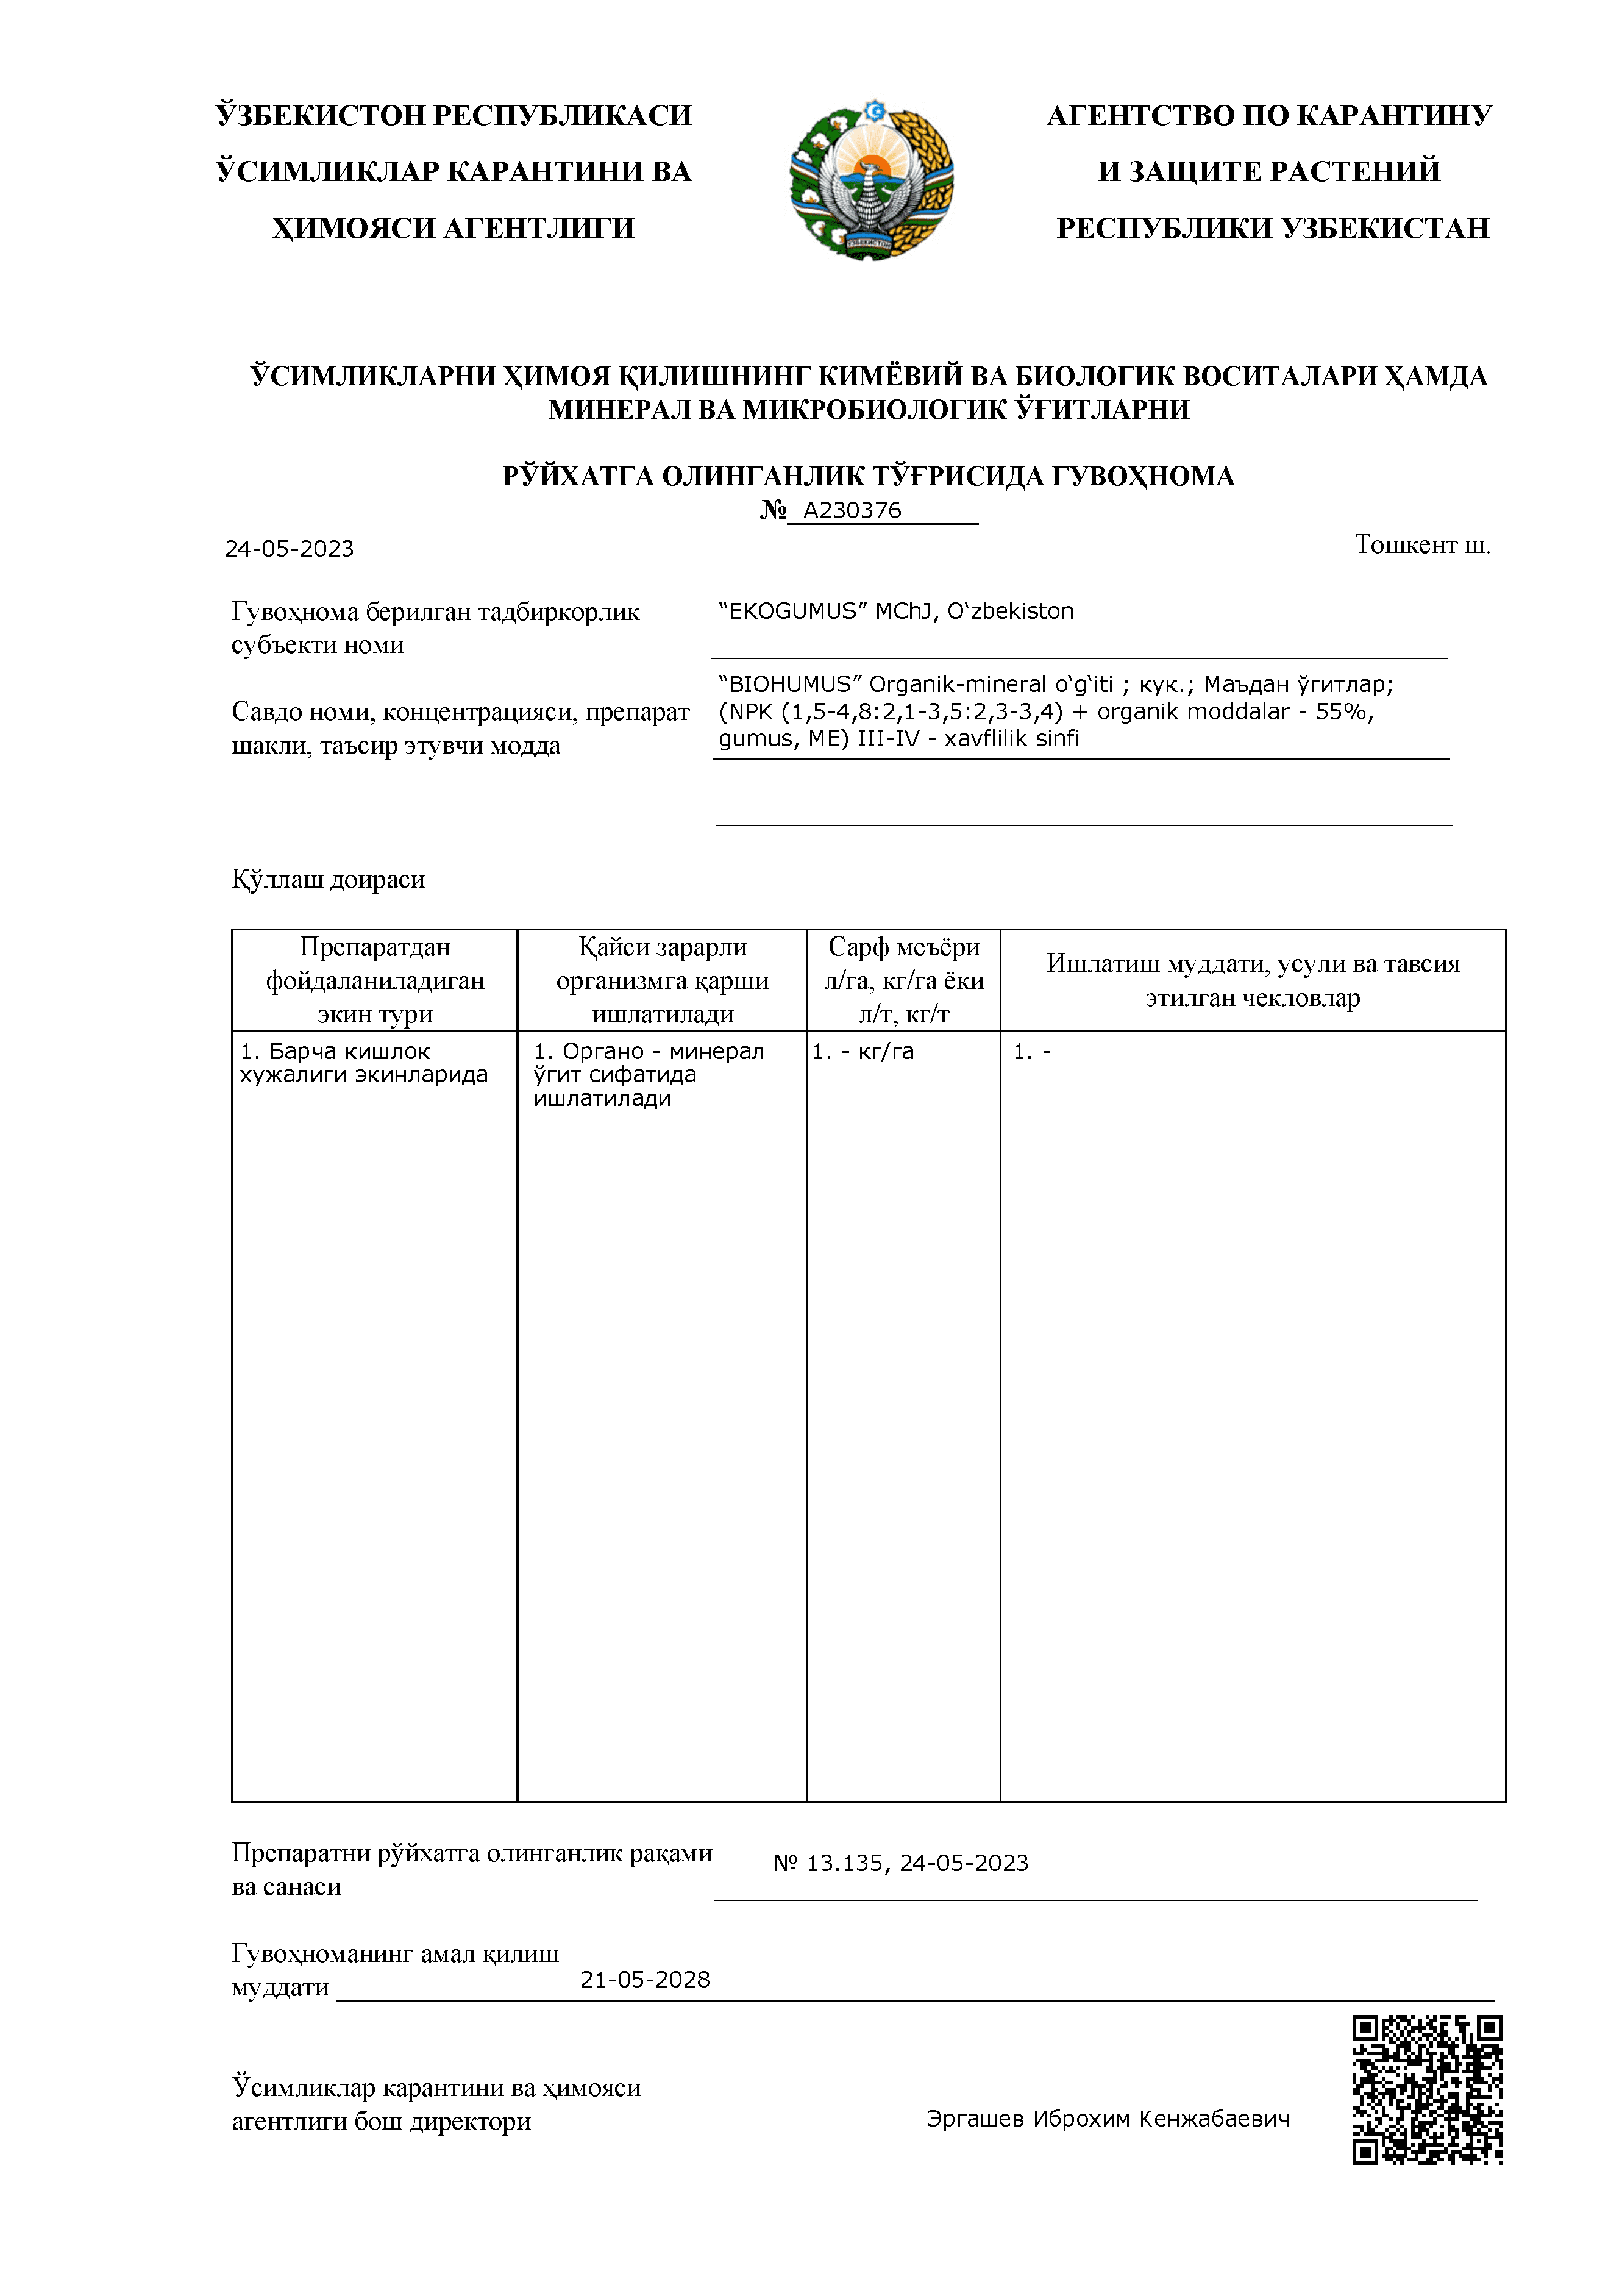 ЎЗБЕКИСТОН РЕСПУБЛИКАСИ
ЎСИМЛИКЛАР КАРАНТИНИ ВА
ҲИМОЯСИ АГЕНТЛИГИ
ЎЗБЕКИСТОН
АГЕНТСТВО ПО КАРАНТИНУ
И ЗАЩИТЕ РАСТЕНИЙ
РЕСПУБЛИКИ УЗБЕКИСТАН
ЎСИМЛИКЛАРНИ ҲИМОЯ ҚИЛИШНИНГ КИМЁВИЙ ВА БИОЛОГИК ВОСИТАЛАРИ ҲАМДА
МИНЕРАЛ ВА МИКРОБИОЛОГИК ЎҒИТЛАРНИ
РЎЙХАТГА ОЛИНГАНЛИК ТЎҒРИСИДА ГУВОҲНОМА
№ A230376
24-05-2023
Тошкент ш.
Гувоҳнома берилган тадбиркорлик
субъекти номи
“EKOGUMUS” MChJ, O‘zbekiston
Савдо номи, концентрацияси, препарат
шакли, таъсир этувчи модда
“BIOHUMUS” Organik-mineral o‘g‘iti ; кук.; Маъдан ўгитлар;
(NPK (1,5-4,8:2,1-3,5:2,3-3,4) + organik moddalar - 55%,
gumus, ME) III-IV - xavflilik sinfi
Қўллаш доираси
Препаратдан
фойдаланиладиган
экин тури
Қайси зарарли
организмга қарши
ишлатилади
Сарф меъёри
л/га, кг/га ёки
л/т, кг/т
Ишлатиш муддати, усули ва тавсия
этилган чекловлар
1. Барча кишлок
хужалиги экинларида
1. Органо - минерал
ўгит сифатида
ишлатилади
1. - кг/га
1. -
Препаратни рўйхатга олинганлик рақами
ва санаси
№ 13.135, 24-05-2023
Гувоҳноманинг амал қилиш
муддати 21-05-2028
Ўсимликлар карантини ва ҳимояси
агентлиги бош директори
Эргашев Иброхим Кенжабаевич